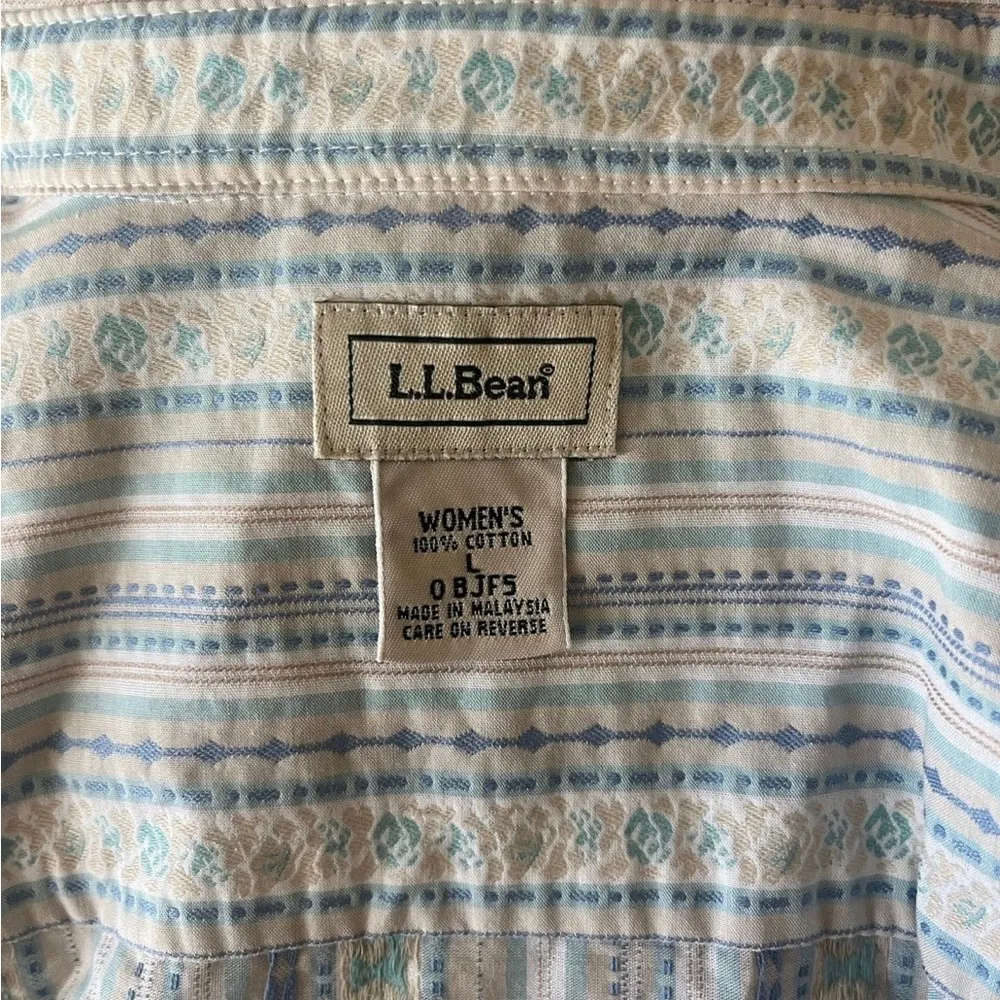 L.L.Bean®
WOMEN'S
100% COTTON
L
0 BJF5
MADE IN MALAYSIA
CARE ON REVERSE